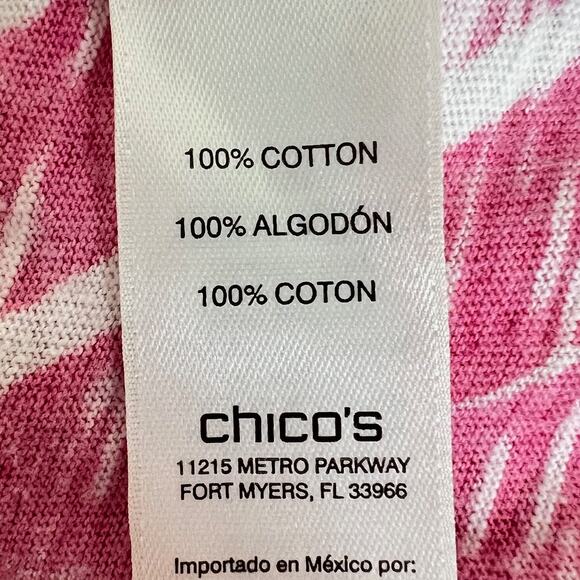 100% COTTON
100% ALGODÓN
100% COTON
chico's
11215 METRO PARKWAY
FORT MYERS, FL 33966
Importado en México por: